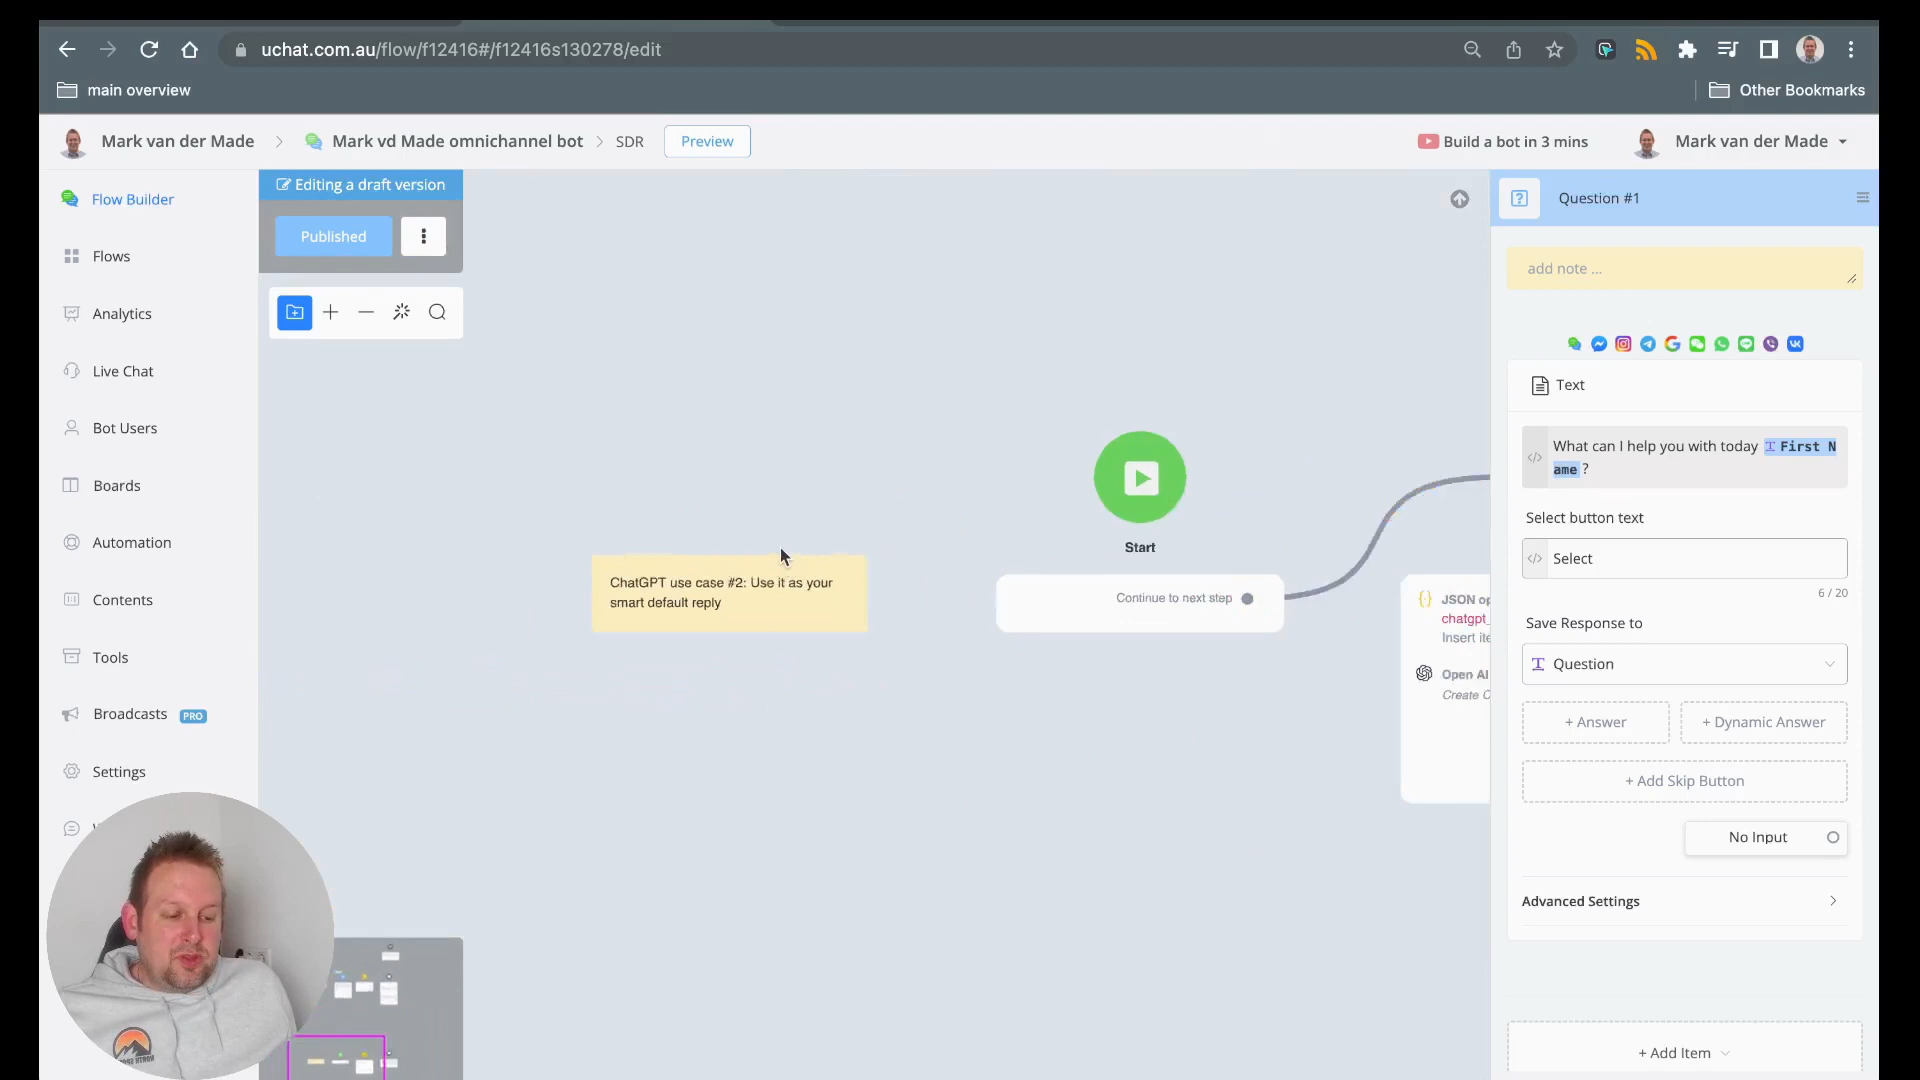 uchat.com.au/flow/f12416#/f12416s130278/edit
main overview
Other Bookmarks
Mark van der Made
Mark vd Made omnichannel bot
SDR
Preview
Build a bot in 3 mins
Mark van der Made
Flow Builder
Flows
Analytics
Live Chat
Bot Users
Boards
Automation
Contents
Tools
Broadcasts PRO
Settings
Editing a draft version
Published
ChatGPT use case #2: Use it as your
smart default reply
Start
Continue to next step
JSON op
chatgpt_
Insert ite
Open AI
Create C
Question #1
add note ...
Text
What can I help you with today First N
ame ?
Select button text
Select
6 / 20
Save Response to
Question
+ Answer
+ Dynamic Answer
+ Add Skip Button
No Input
Advanced Settings
+ Add Item